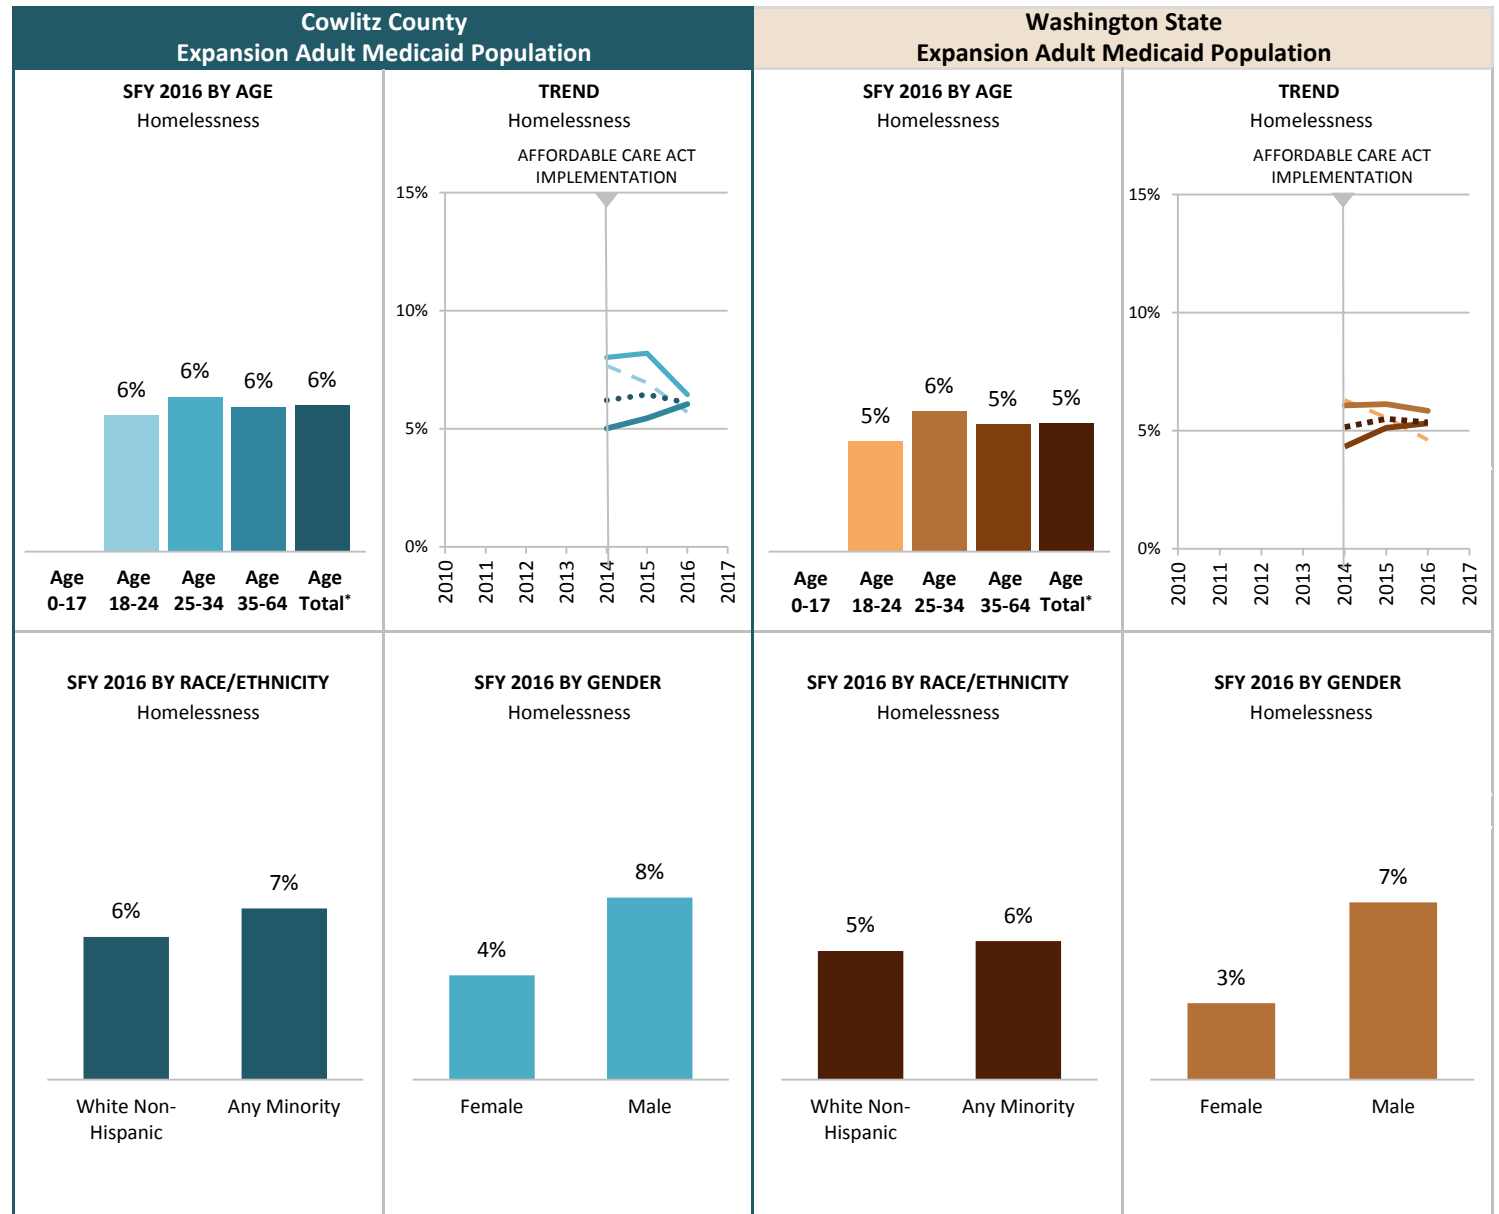 Cowlitz County
Expansion Adult Medicaid Population
Washington State
Expansion Adult Medicaid Population
SFY 2016 BY AGE
Homelessness
6%
6%
6%
6%
Age
0-17
Age
18-24
Age
25-34
Age
35-64
Age
Total*
TREND
Homelessness
AFFORDABLE CARE ACT
IMPLEMENTATION
15%
10%
5%
0%
2010
2011
2012
2013
2014
2015
2016
2017
SFY 2016 BY AGE
Homelessness
5%
6%
5%
5%
Age
0-17
Age
18-24
Age
25-34
Age
35-64
Age
Total*
TREND
Homelessness
AFFORDABLE CARE ACT
IMPLEMENTATION
15%
10%
5%
0%
2010
2011
2012
2013
2014
2015
2016
2017
SFY 2016 BY RACE/ETHNICITY
Homelessness
6%
7%
White Non-
Hispanic
Any Minority
SFY 2016 BY GENDER
Homelessness
4%
8%
Female
Male
SFY 2016 BY RACE/ETHNICITY
Homelessness
5%
6%
White Non-
Hispanic
Any Minority
SFY 2016 BY GENDER
Homelessness
3%
7%
Female
Male